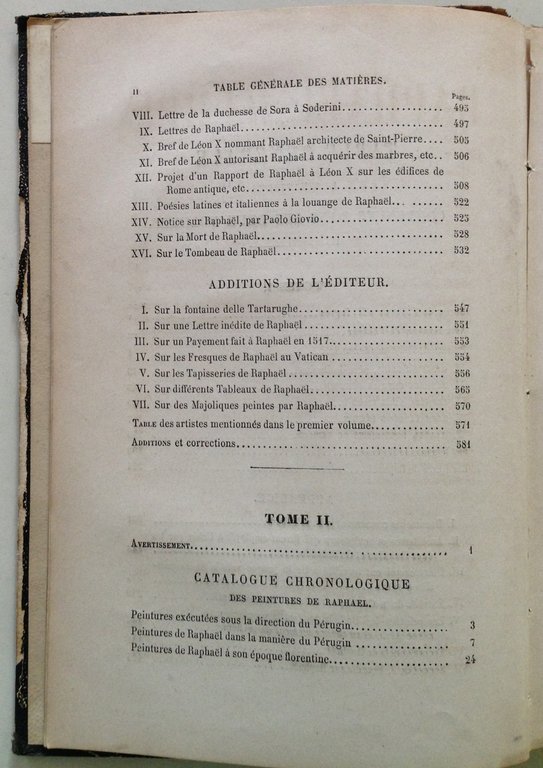 II TABLE GÉNÉRALE DES MATIÈRES.
Pages.
VIII. Lettre de la duchesse de Sora à Soderini.................. 495
IX. Lettres de Raphaël.................................... 497
X. Bref de Léon X nommant Raphaël architecte de Saint-Pierre.... 505
XI. Bref de Léon X autorisant Raphaël à acquérir des marbres, etc.. 506
XII. Projet d'un Rapport de Raphaël à Léon X sur les édifices de
Rome antique, etc.................................. 508
XIII. Poésies latines et italiennes à la louange de Raphaël.. ...... 522
XIV. Notice sur Raphaël, par Paolo Giovio.................... 525
XV. Sur la Mort de Raphaël................................ 528
XVI. Sur le Tombeau de Raphaël............................. 532
ADDITIONS DE L'ÉDITEUR.
I. Sur la fontaine delle Tartarughe........................ 547
II. Sur une Lettre inédite de Raphaël....................... 551
III. Sur un Payement fait à Raphaël en 1517.................. 553
IV. Sur les Fresques de Raphaël au Vatican .................. 554
V. Sur les Tapisseries de Raphaël ......................... 556
VI. Sur différents Tableaux de Raphaël...................... 565
VII. Sur des Majoliques peintes par Raphaël.................. 570
TABLE des artistes mentionnés dans le premier volume............. 571
ADDITIONS et corrections..................................... 581
TOME II.
AVERTISSEMENT............................................ 1
CATALOGUE CHRONOLOGIQUE
DES PEINTURES DE RAPHAEL.
Peintures exécutées sous la direction du Pérugin................ 3
Peintures de Raphaël dans la manière du Pérugin ............... 7
Peintures de Raphaël à son époque florentine................... 24